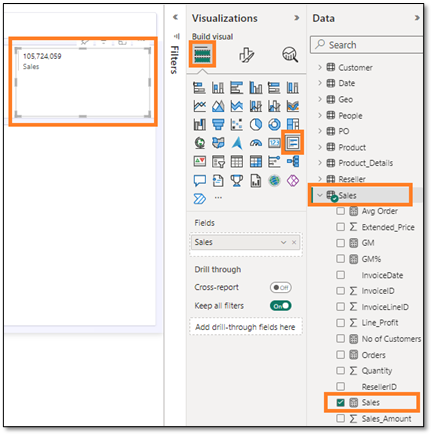 105,724,059
Sales
Filters
Visualizations
Build visual
123
Fields
Sales
Drill through
Cross-report
Off
Keep all filters
On
Add drill-through fields here
Data
Search
Customer
Date
Geo
People
PO
Product
Product_Details
Reseller
Sales
Avg Order
Extended_Price
GM
GM%
InvoiceDate
InvoiceID
InvoiceLineID
Line_Profit
No of Customers
Orders
Quantity
ResellerID
Sales
Sales_Amount